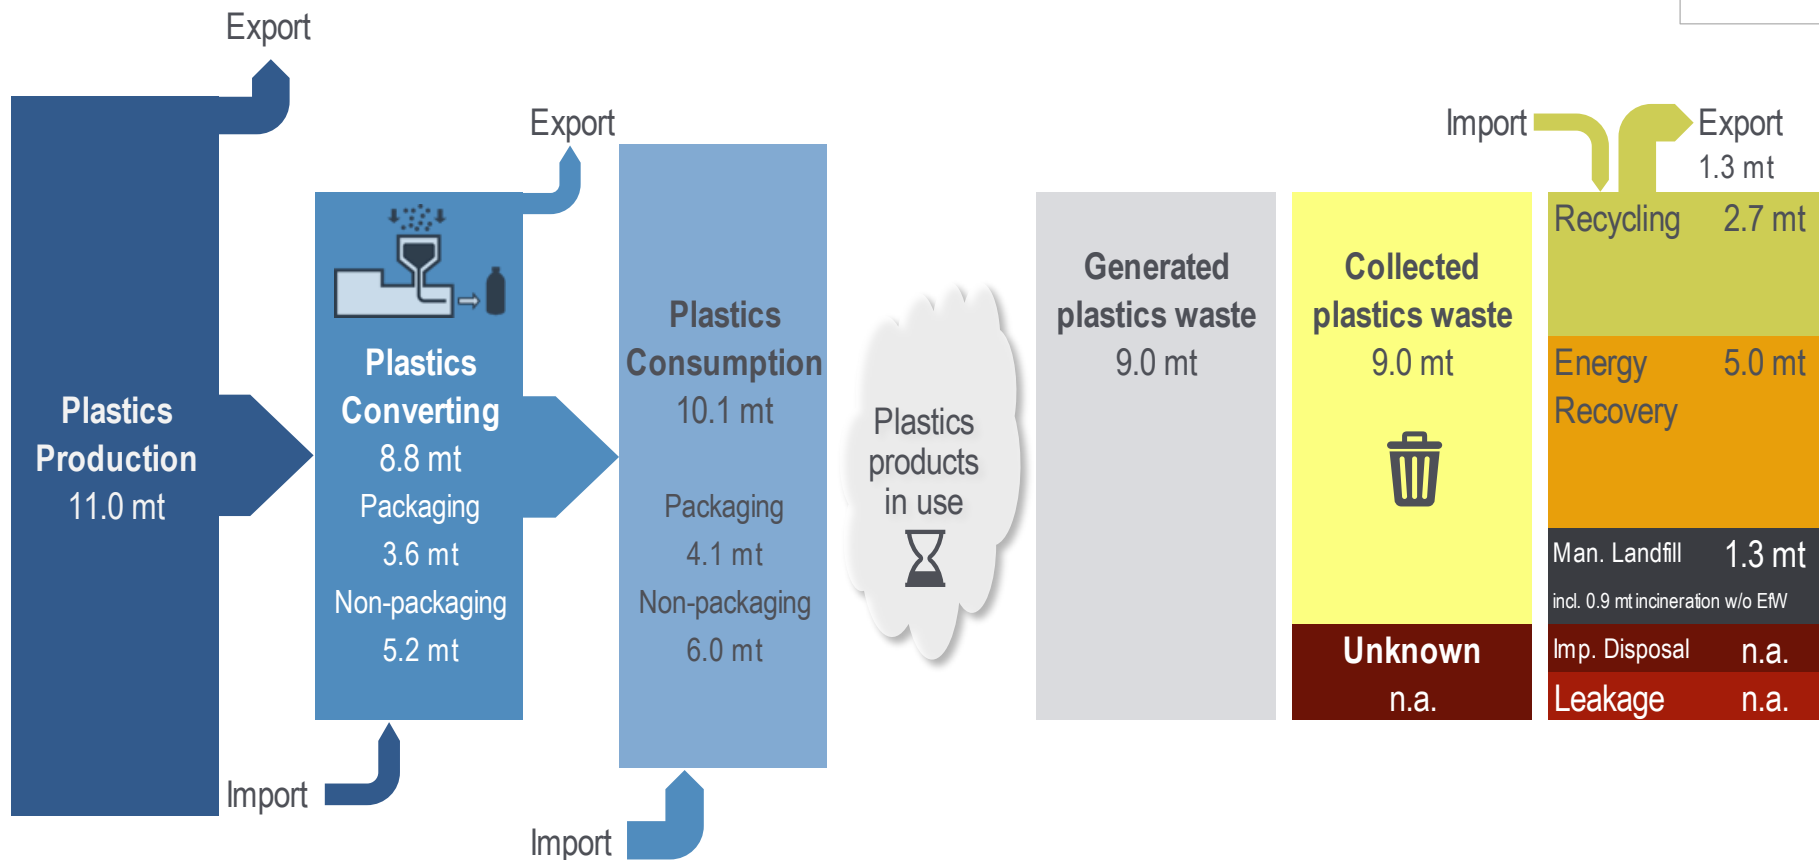 Export
Plastics
Production
11.0 mt
Import
Export
Plastics
Converting
8.8 mt
Packaging
3.6 mt
Non-packaging
5.2 mt
Import
Plastics
Consumption
10.1 mt
Packaging
4.1 mt
Non-packaging
6.0 mt
Plastics
products
in use
Generated
plastics waste
9.0 mt
Collected
plastics waste
9.0 mt
Unknown
n.a.
Import
Export
1.3 mt
Recycling 2.7 mt
Energy 5.0 mt
Recovery
Man. Landfill 1.3 mt
incl. 0.9 mt incineration w/o EfW
Imp. Disposal n.a.
Leakage n.a.